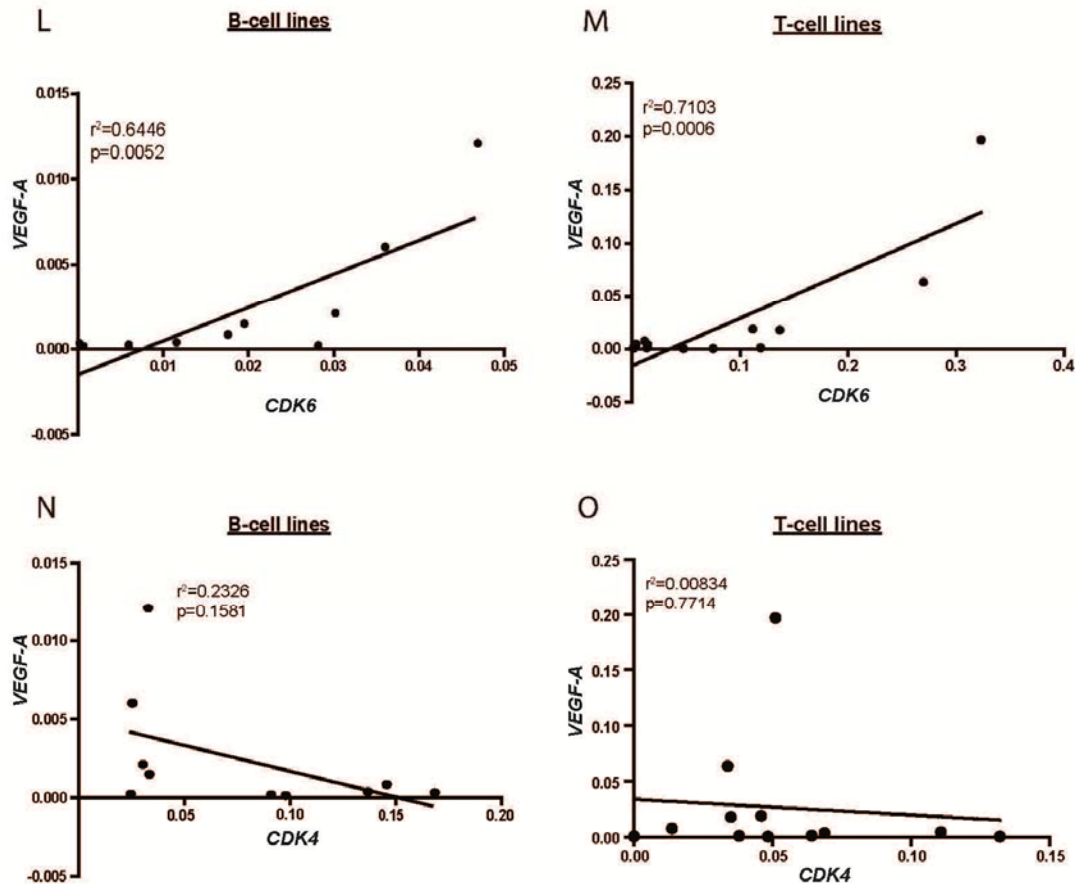 L
B-cell lines
0.015
r²=0.6446
p=0.0052
0.010
VEGF-A
0.005
0.000
0.01
0.02
0.03
0.04
0.05
CDK6
-0.005
M
T-cell lines
0.25
r²=0.7103
p=0.0006
0.20
0.15
VEGF-A
0.10
0.05
0.00
0.1
0.2
0.3
0.4
-0.05
CDK6
N
B-cell lines
0.015
r²=0.2326
p=0.1581
0.010
VEGF-A
0.005
0.000
0.05
0.10
0.15
0.20
CDK4
-0.005
O
T-cell lines
0.25
r²=0.00834
p=0.7714
0.20
0.15
VEGF-A
0.10
0.05
0.00
0.00
0.05
0.10
0.15
CDK4